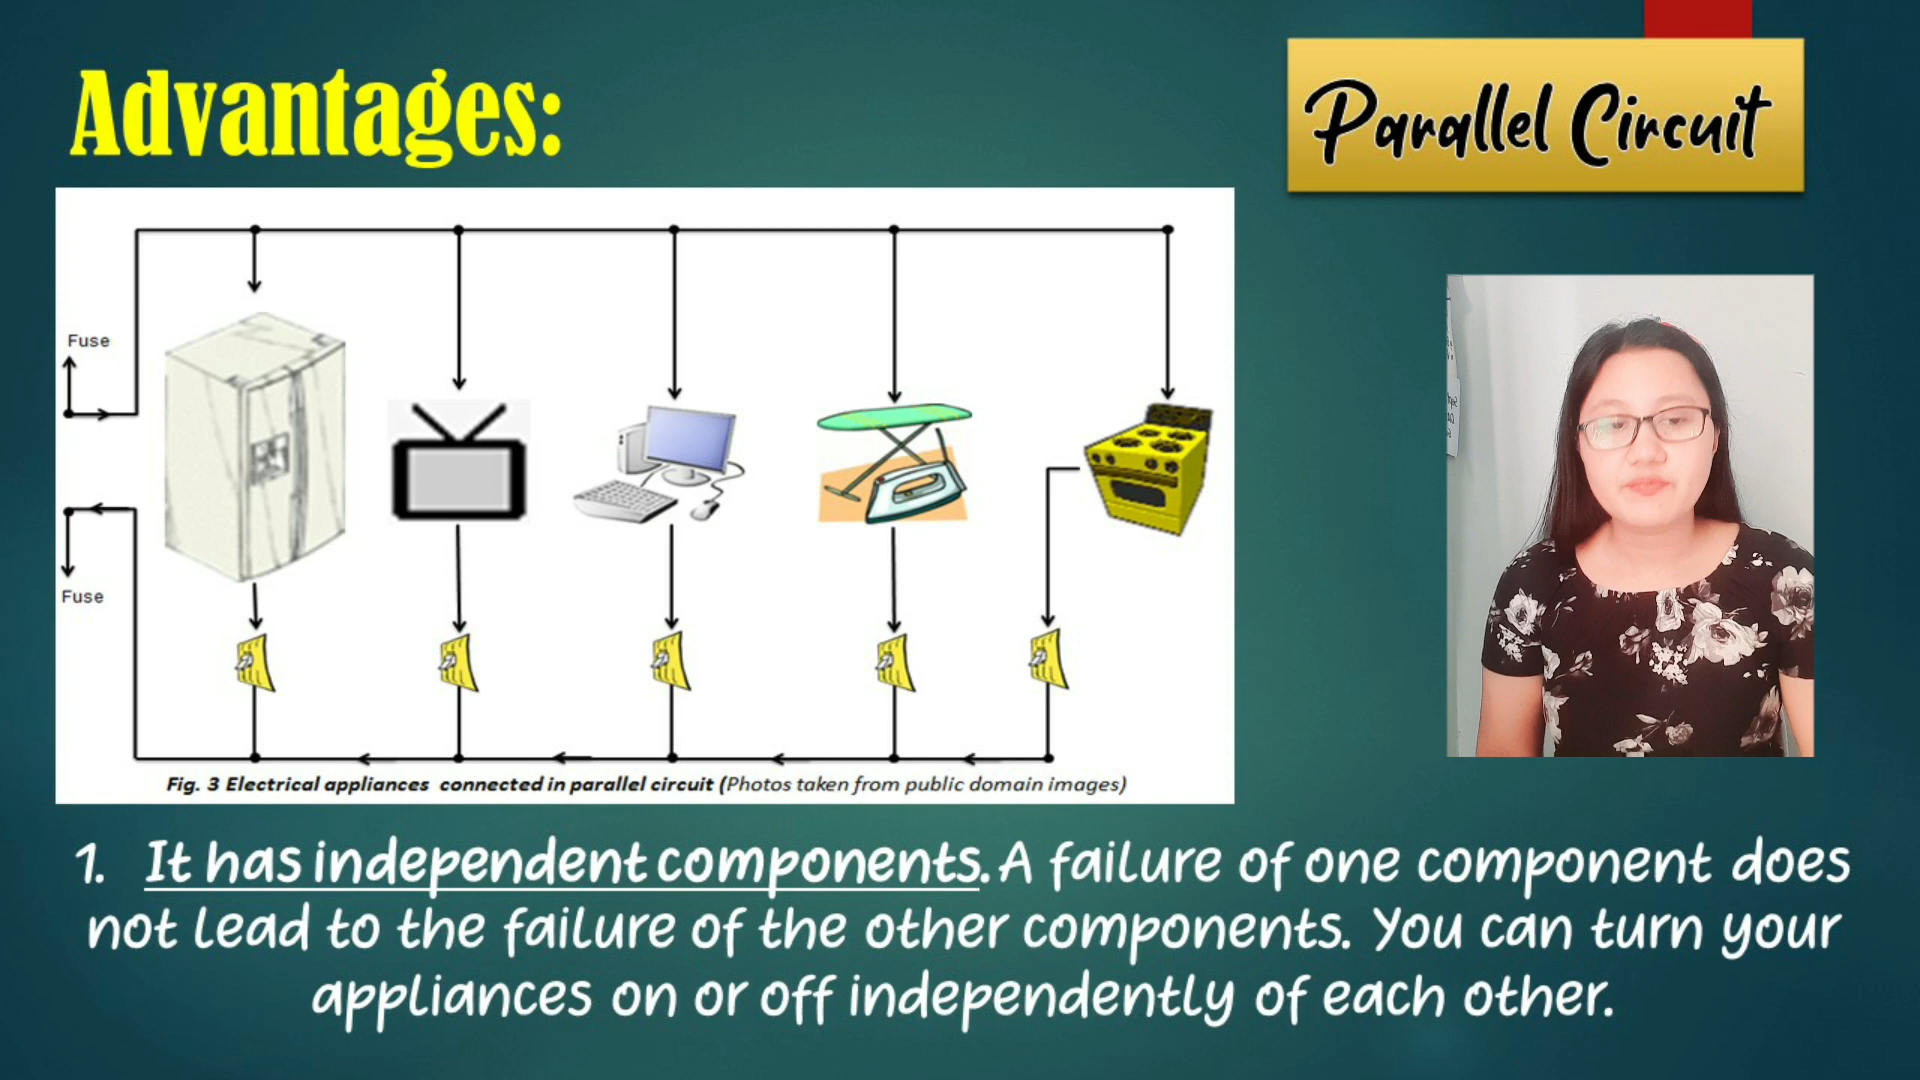 Advantages:
Parallel Circuit
Fuse
Fuse
Fig. 3 Electrical appliances connected in parallel circuit (Photos taken from public domain images)
1. It has independent components. A failure of one component does
not lead to the failure of the other components. You can turn your
appliances on or off independently of each other.